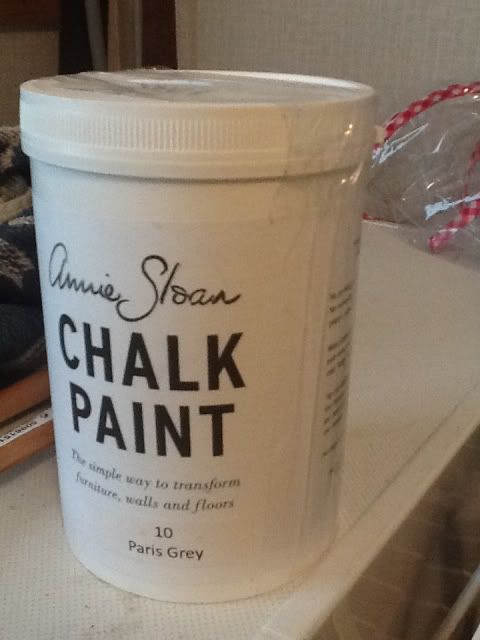 Annie Sloan
CHALK
PAINT
The simple way to transform
furniture, walls and floors
10
Paris Grey